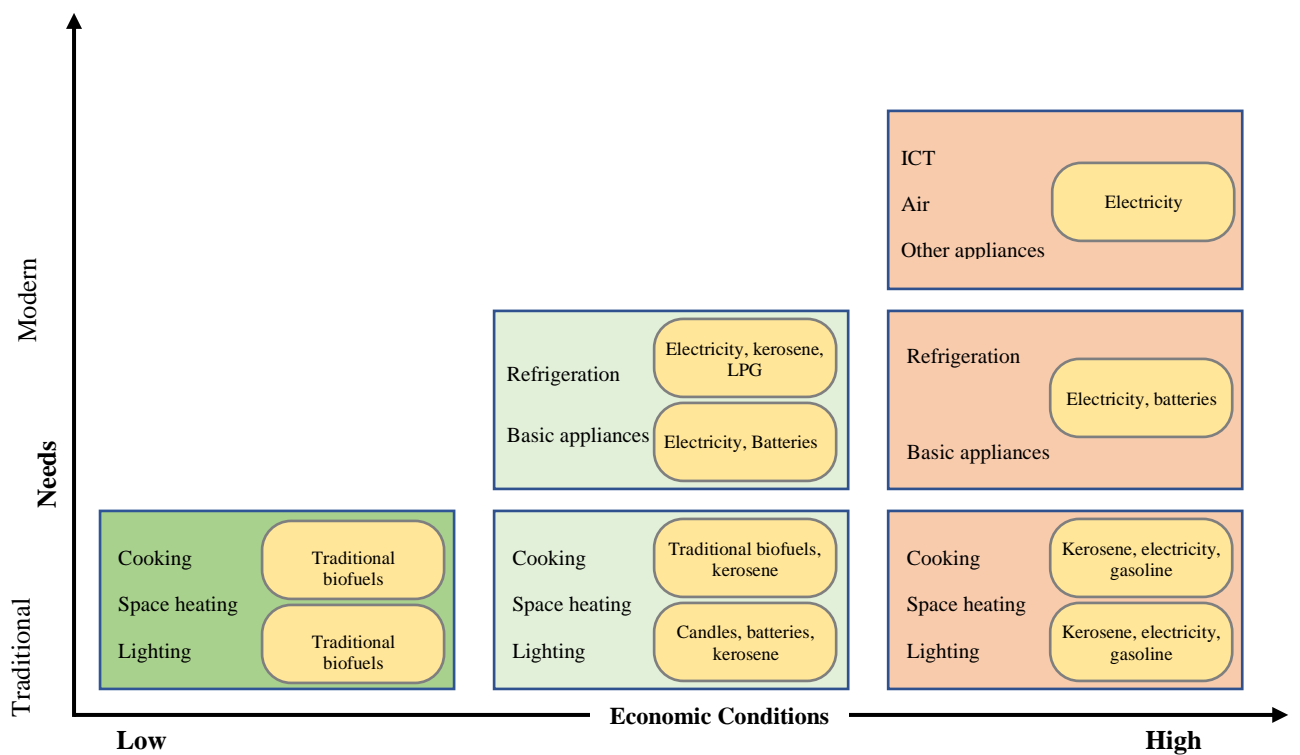 ICT
Air
Other appliances
Electricity
Modern
Refrigeration
Basic appliances
Electricity, kerosene,
LPG
Electricity, Batteries
Refrigeration
Basic appliances
Electricity, batteries
Needs
Traditional
Cooking
Space heating
Lighting
Traditional
biofuels
Traditional
biofuels
Cooking
Space heating
Lighting
Traditional biofuels,
kerosene
Candles, batteries,
kerosene
Cooking
Space heating
Lighting
Kerosene, electricity,
gasoline
Kerosene, electricity,
gasoline
Economic Conditions
Low
High